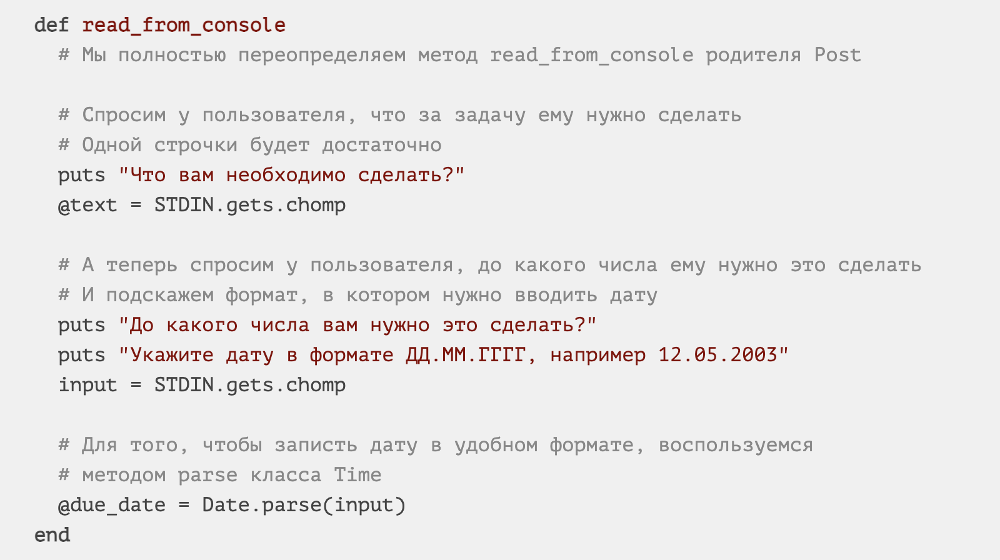 def read_from_console
# Мы полностью переопределяем метод read_from_console родителя Post
# Спросим у пользователя, что за задачу ему нужно сделать
# Одной строчки будет достаточно
puts "Что вам необходимо сделать?"
@text = STDIN.gets.chomp
# А теперь спросим у пользователя, до какого числа ему нужно это сделать
# И подскажем формат, в котором нужно вводить дату
puts "До какого числа вам нужно это сделать?"
puts "Укажите дату в формате ДД.ММ.ГГГГ, например 12.05.2003"
input = STDIN.gets.chomp
# Для того, чтобы записть дату в удобном формате, воспользуемся
# методом parse класса Time
@due_date = Date.parse(input)
end